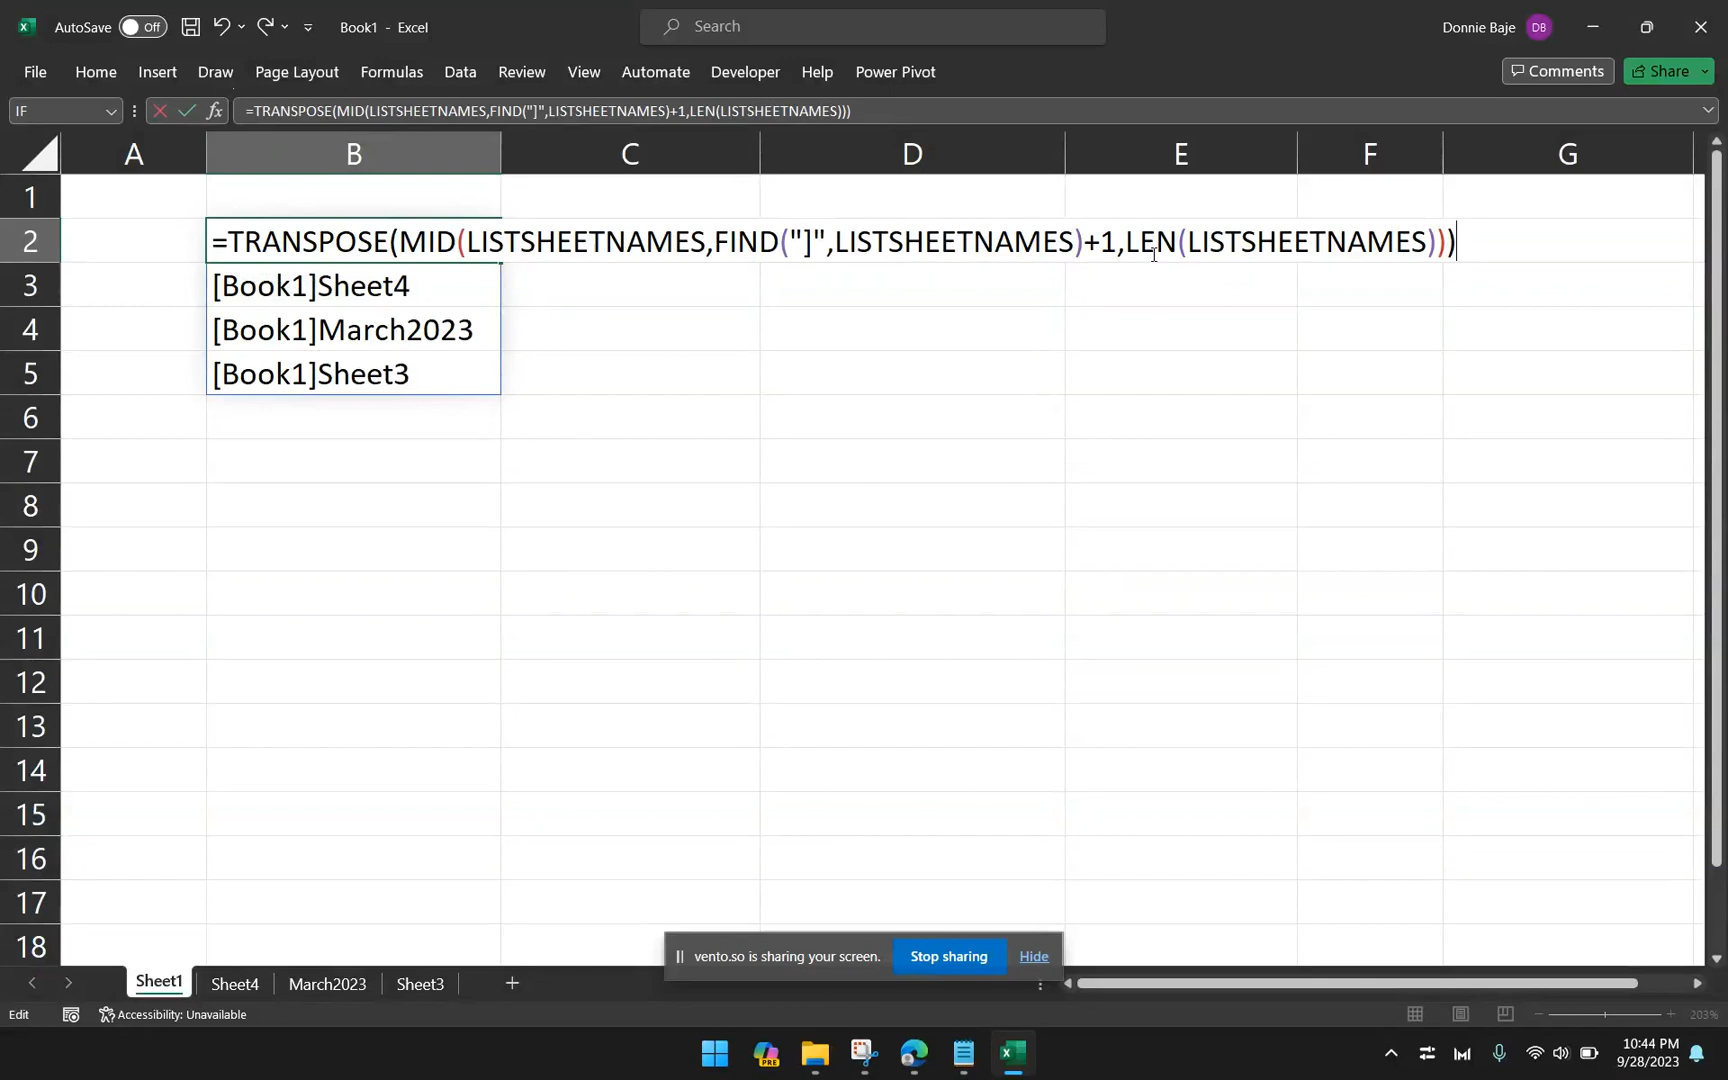 AutoSave Off Book1 - Excel Search Donnie Baje DB
File Home Insert Draw Page Layout Formulas Data Review View Automate Developer Help Power Pivot Comments Share
IF fx =TRANSPOSE(MID(LISTSHEETNAMES,FIND("]",LISTSHEETNAMES)+1,LEN(LISTSHEETNAMES)))
A B C D E F G
1
2 =TRANSPOSE(MID(LISTSHEETNAMES,FIND("]",LISTSHEETNAMES)+1,LEN(LISTSHEETNAMES)))
3 [Book1]Sheet4
4 [Book1]March2023
5 [Book1]Sheet3
6
7
8
9
10
11
12
13
14
15
16
17
18
vento.so is sharing your screen. Stop sharing Hide
Sheet1 Sheet4 March2023 Sheet3
Edit Accessibility: Unavailable 203%
PRE 10:44 PM
9/28/2023